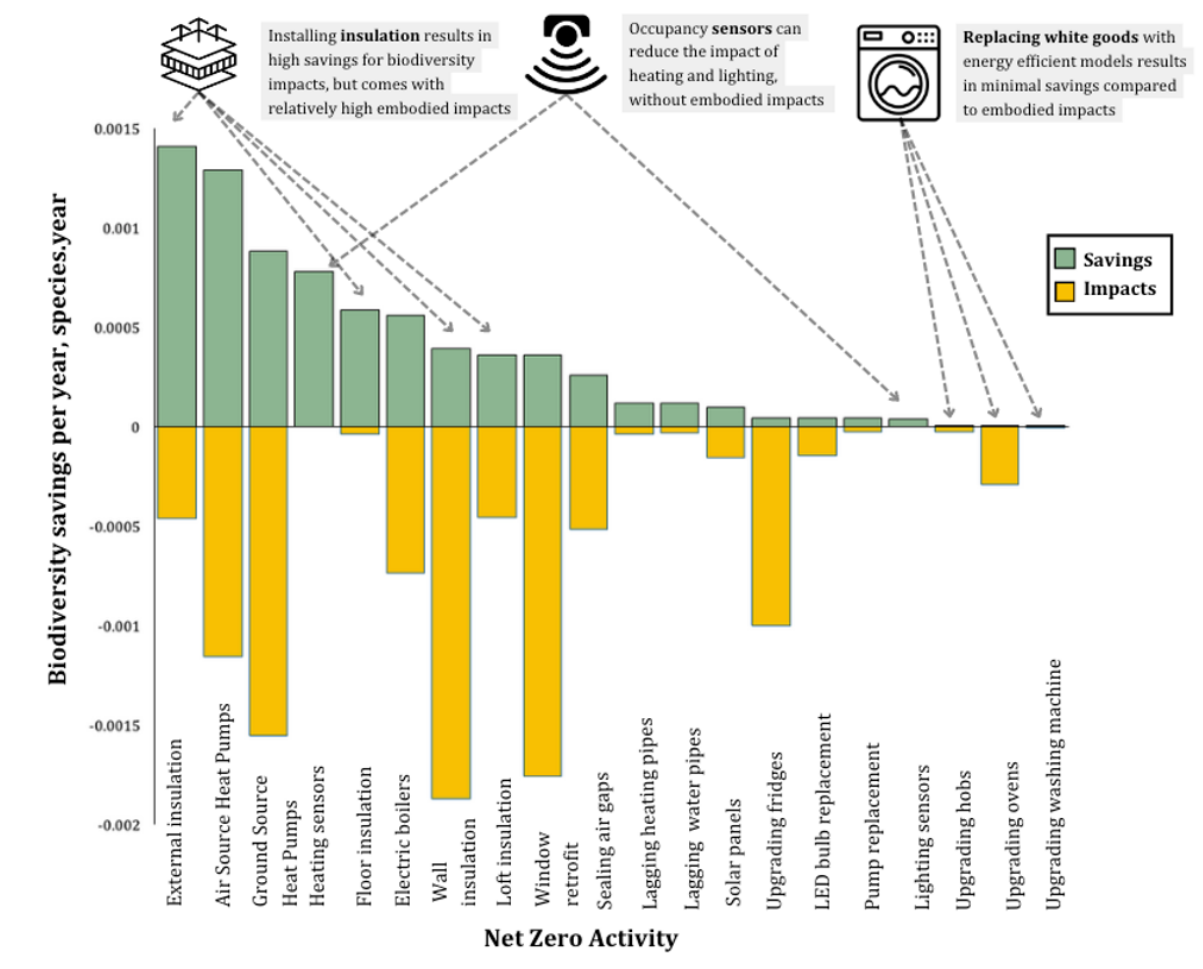 Installing insulation results in
high savings for biodiversity
impacts, but comes with
relatively high embodied impacts
Occupancy sensors can
reduce the impact of
heating and lighting,
without embodied impacts
Replacing white goods with
energy efficient models results
in minimal savings compared
to embodied impacts
Biodiversity savings per year, species.year
0.0015
0.001
0.0005
0
-0.0005
-0.001
-0.0015
-0.002
Savings
Impacts
External insulation
Air Source Heat Pumps
Ground Source
Heat Pumps
Heating sensors
Floor insulation
Electric boilers
Wall
insulation
Loft insulation
Window
retrofit
Sealing air gaps
Lagging heating pipes
Lagging water pipes
Solar panels
Upgrading fridges
LED bulb replacement
Pump replacement
Lighting sensors
Upgrading hobs
Upgrading ovens
Upgrading washing machine
Net Zero Activity